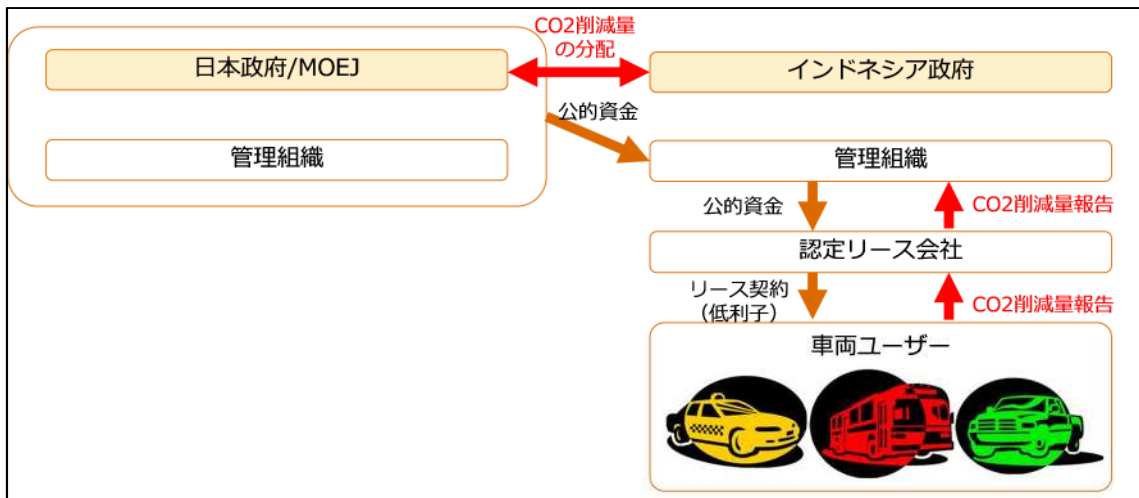 CO2削減量
の分配
日本政府/MOEJ
インドネシア政府
公的資金
管理組織
管理組織
公的資金
CO2削減量報告
認定リース会社
リース契約
（低利子）
CO2削減量報告
車両ユーザー